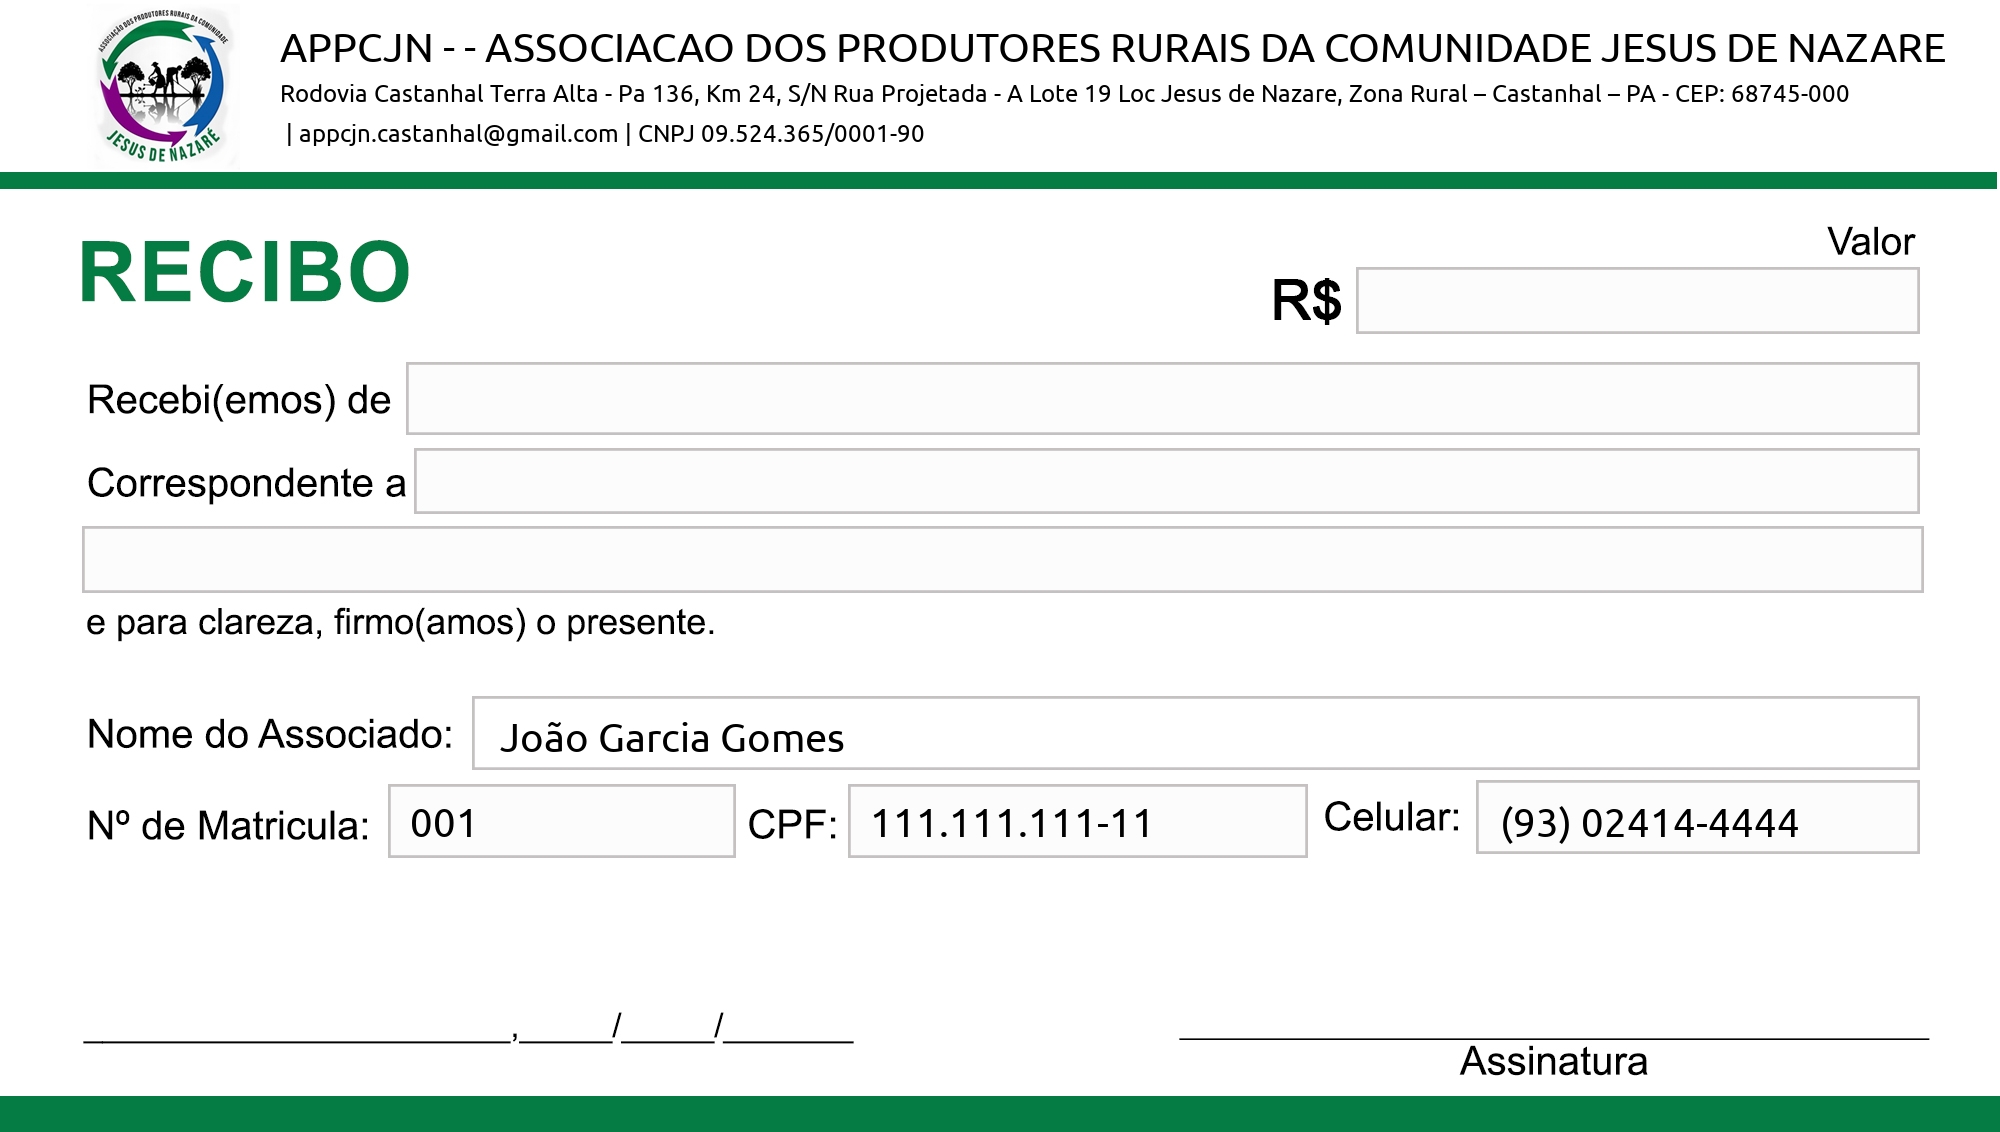 ASSOCIAÇÃO DOS PRODUTORES RURAIS DA COMUNIDADE
JESUS DE NAZARÉ
APPCJN - - ASSOCIACAO DOS PRODUTORES RURAIS DA COMUNIDADE JESUS DE NAZARE
Rodovia Castanhal Terra Alta - Pa 136, Km 24, S/N Rua Projetada - A Lote 19 Loc Jesus de Nazare, Zona Rural – Castanhal – PA - CEP: 68745-000
| appcjn.castanhal@gmail.com | CNPJ 09.524.365/0001-90
RECIBO
Valor
R$
Recebi(emos) de
Correspondente a
e para clareza, firmo(amos) o presente.
Nome do Associado: João Garcia Gomes
Nº de Matricula: 001 CPF: 111.111.111-11 Celular: (93) 02414-4444
_______________________,_____/_____/_______
Assinatura